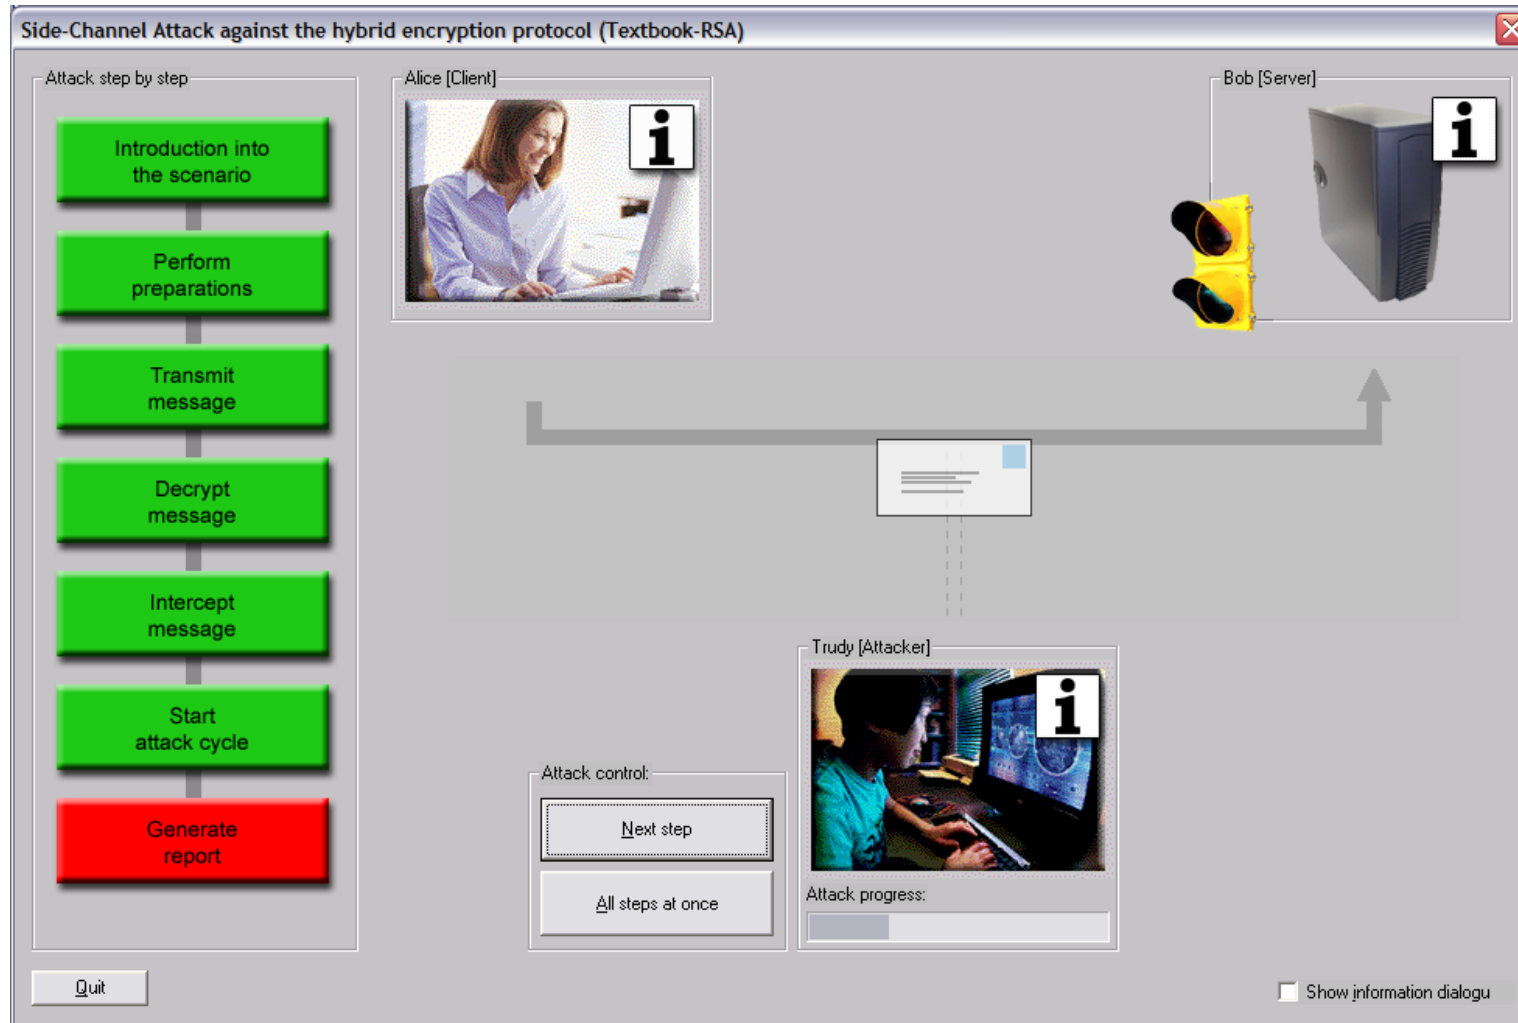 Side-Channel Attack against the hybrid encryption protocol (Textbook-RSA)
Attack step by step
Introduction into
the scenario
Perform
preparations
Transmit
message
Decrypt
message
Intercept
message
Start
attack cycle
Generate
report
Alice [Client]
i
Bob [Server]
i
Trudy [Attacker]
i
Attack control:
Next step
All steps at once
Attack progress:
Quit
Show information dialogu